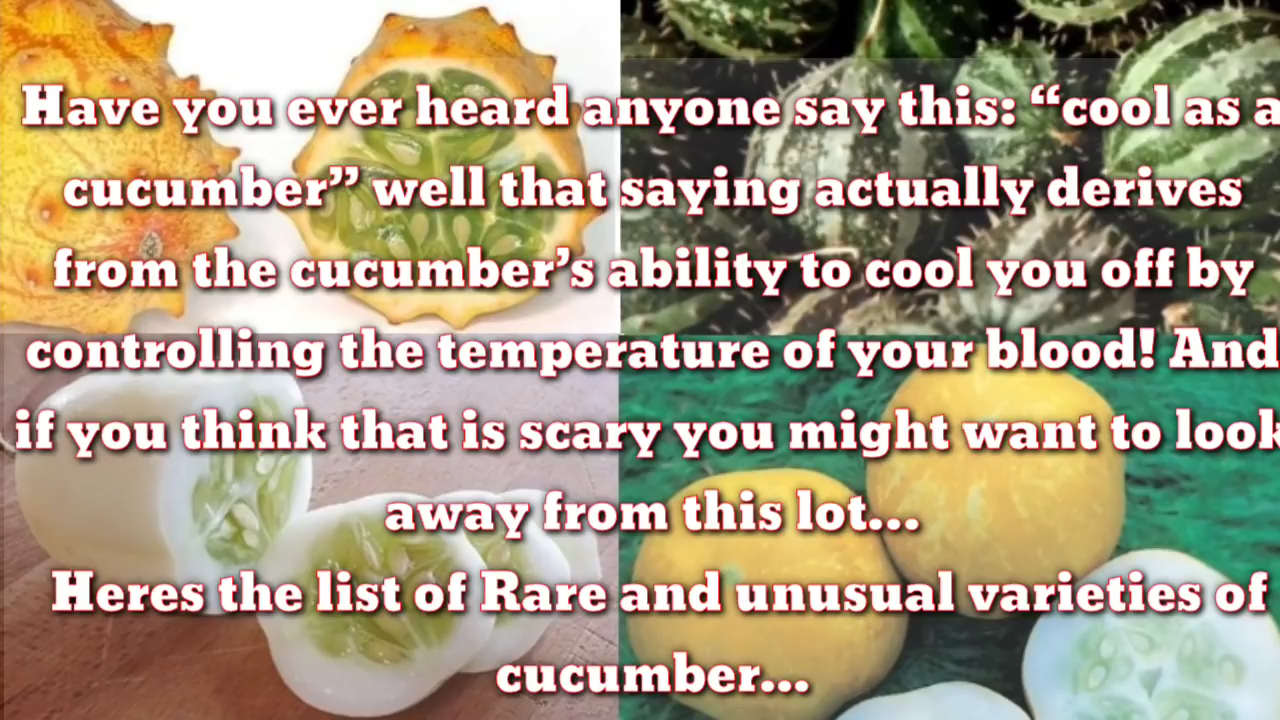 Have you ever heard anyone say this: “cool as a
cucumber” well that saying actually derives
from the cucumber’s ability to cool you off by
controlling the temperature of your blood! And
if you think that is scary you might want to look
away from this lot...
Heres the list of Rare and unusual varieties of
cucumber...